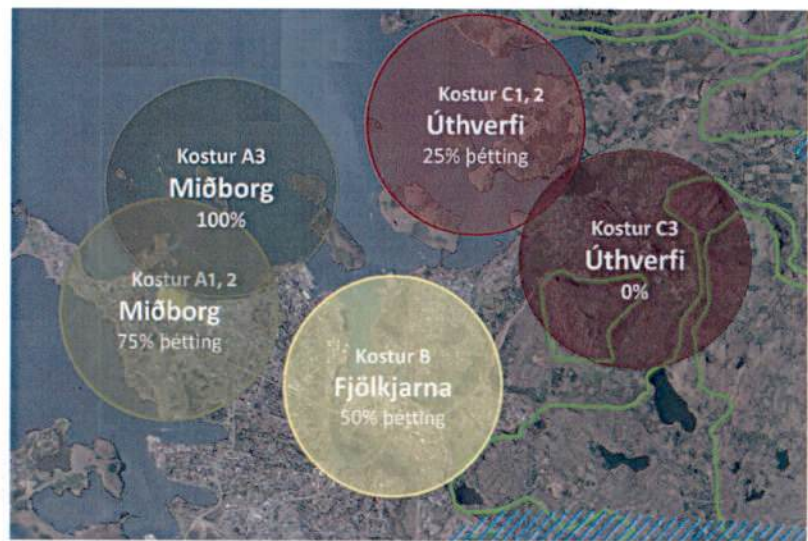 Kostur C1, 2
Úthverfi
25% þétting
Kostur A3
Miðborg
100%
Kostur C3
Úthverfi
0%
Kostur A1, 2
Miðborg
75% þétting
Kostur B
Fjölkjarna
50% þétting